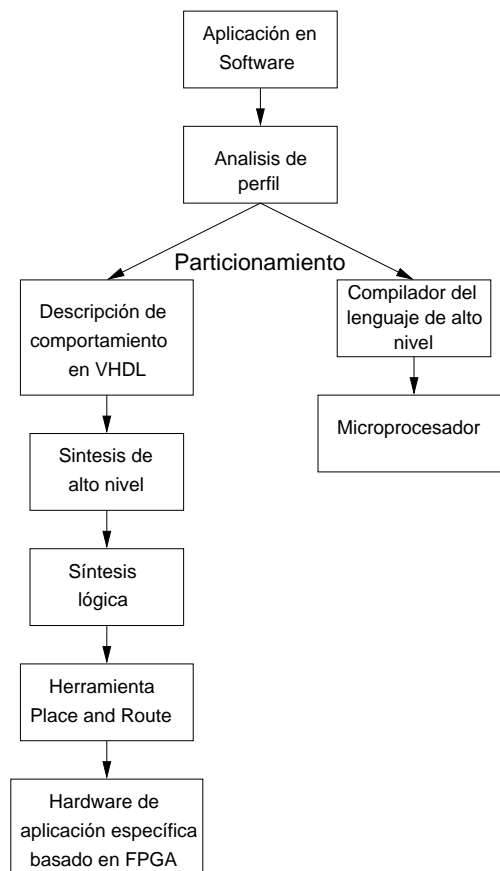 Aplicación en
Software
Analisis de
perfil
Particionamiento
Descripción de
comportamiento
en VHDL
Sintesis de
alto nivel
Síntesis
lógica
Herramienta
Place and Route
Hardware de
aplicación específica
basado en FPGA
Compilador del
lenguaje de alto
nivel
Microprocesador